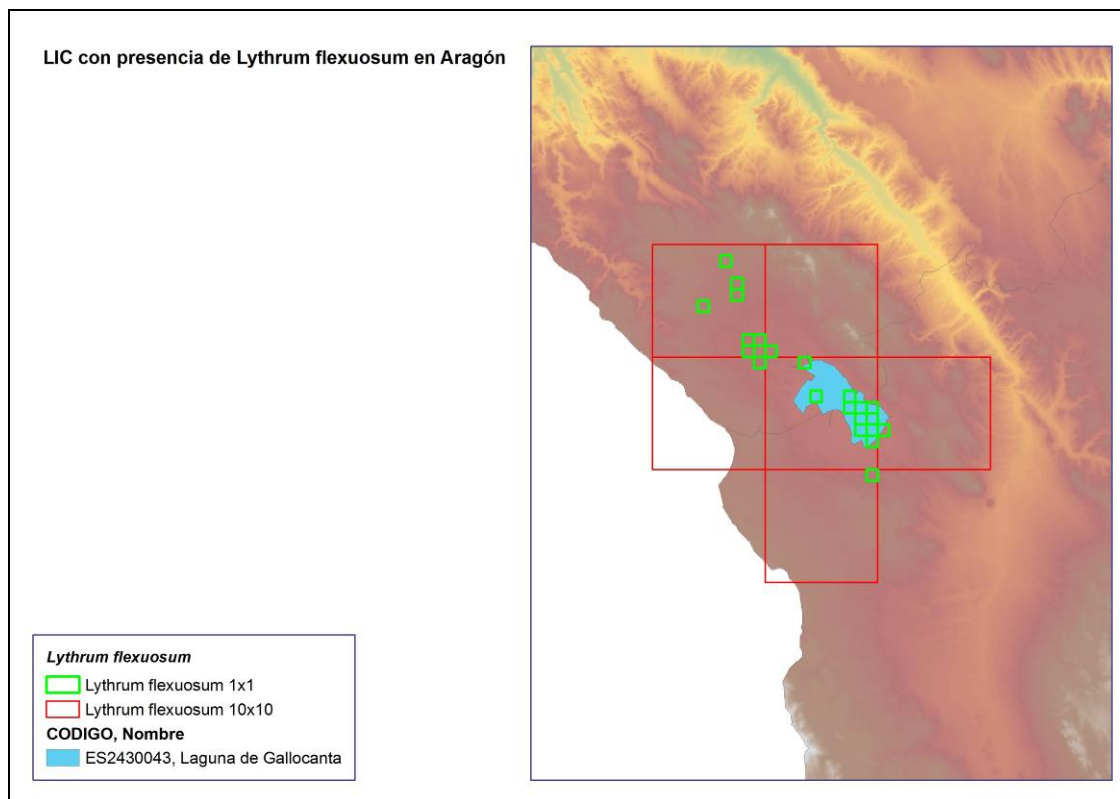 LIC con presencia de Lythrum flexuosum en Aragón
Lythrum flexuosum
Lythrum flexuosum 1x1
Lythrum flexuosum 10x10
CODIGO, Nombre
ES2430043, Laguna de Gallocanta